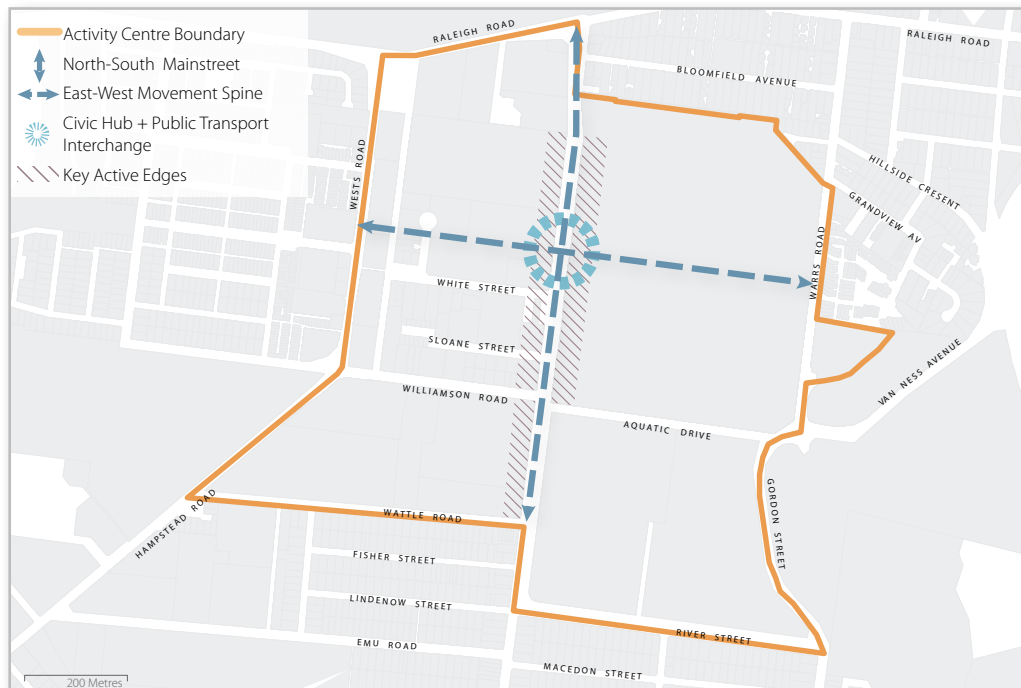 Activity Centre Boundary
North-South Mainstreet
East-West Movement Spine
Civic Hub + Public Transport
Interchange
Key Active Edges
RALEIGH ROAD
RALEIGH ROAD
BLOOMFIELD AVENUE
WESTS ROAD
HILLSIDE CRESENT
GRANDVIEW AV
WARRS ROAD
WHITE STREET
SLOANE STREET
VAN NESS AVENUE
WILLIAMSON ROAD
AQUATIC DRIVE
GORDON STREET
HAMPSTEAD ROAD
WATTLE ROAD
FISHER STREET
LINDENOW STREET
RIVER STREET
EMU ROAD
MACEDON STREET
200 Metres